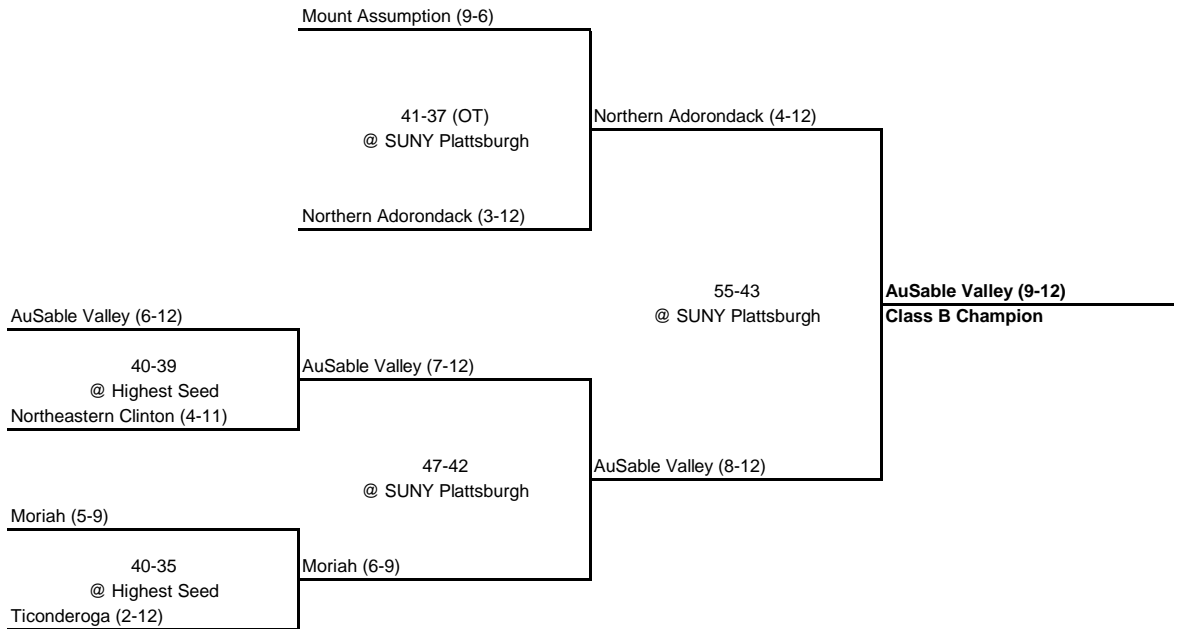 Mount Assumption (9-6)
41-37 (OT)
@ SUNY Plattsburgh
Northern Adorondack (4-12)
Northern Adorondack (3-12)
55-43
@ SUNY Plattsburgh
AuSable Valley (9-12)
Class B Champion
AuSable Valley (6-12)
40-39
@ Highest Seed
AuSable Valley (7-12)
Northeastern Clinton (4-11)
47-42
@ SUNY Plattsburgh
AuSable Valley (8-12)
Moriah (5-9)
40-35
@ Highest Seed
Moriah (6-9)
Ticonderoga (2-12)